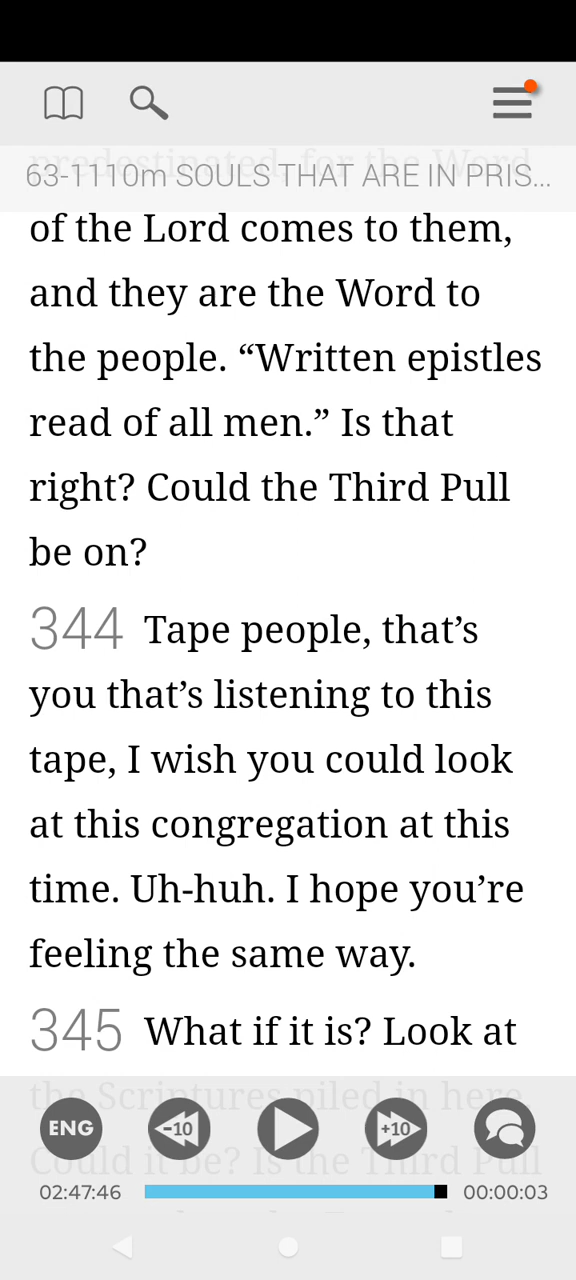 predestinated, for the Word
63-1110m SOULS THAT ARE IN PRIS...
of the Lord comes to them,
and they are the Word to
the people. “Written epistles
read of all men.” Is that
right? Could the Third Pull
be on?
344 Tape people, that’s
you that’s listening to this
tape, I wish you could look
at this congregation at this
time. Uh-huh. I hope you’re
feeling the same way.
345 What if it is? Look at
the Scriptures piled in here.
ENG -10 +10
Could it be? Is the Third Pull
02:47:46 00:00:03